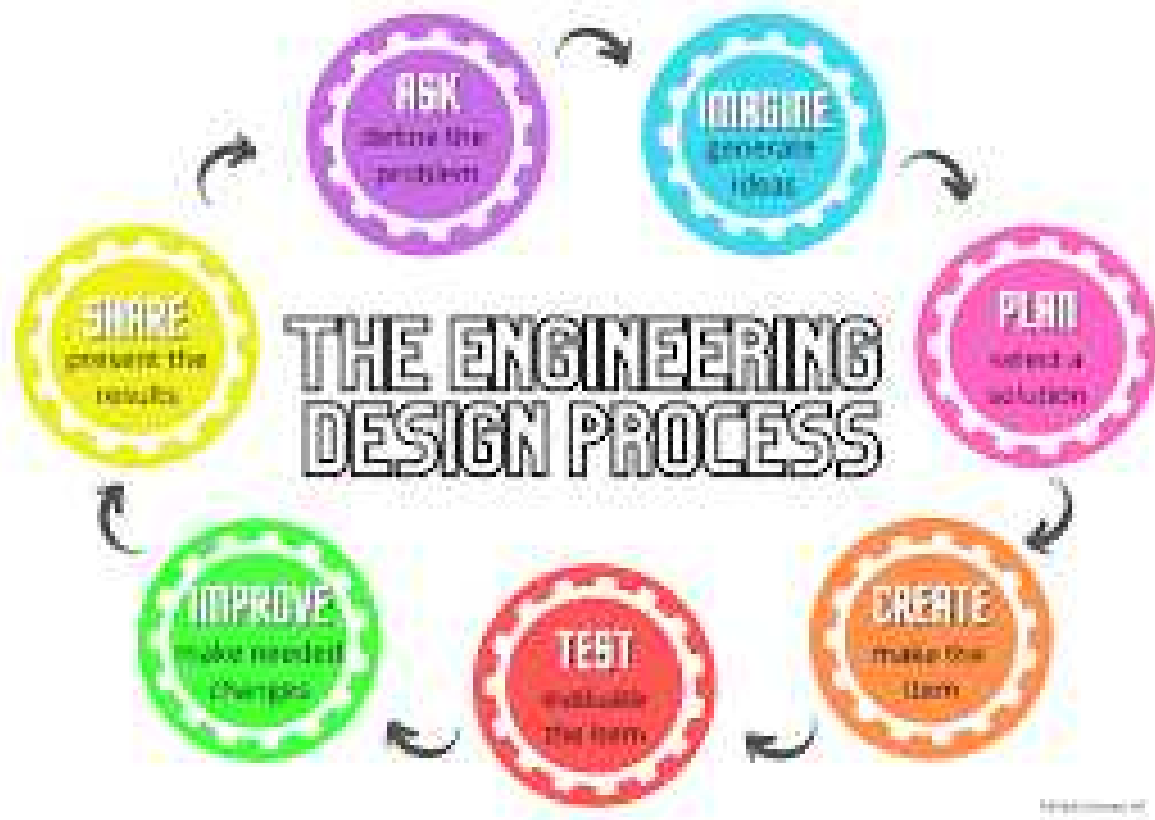 ASK
define the
problem
IMAGINE
generate
ideas
PLAN
select a
solution
CREATE
make the
item
TEST
evaluate
the item
IMPROVE
make needed
changes
SHARE
present the
results
THE ENGINEERING
DESIGN PROCESS